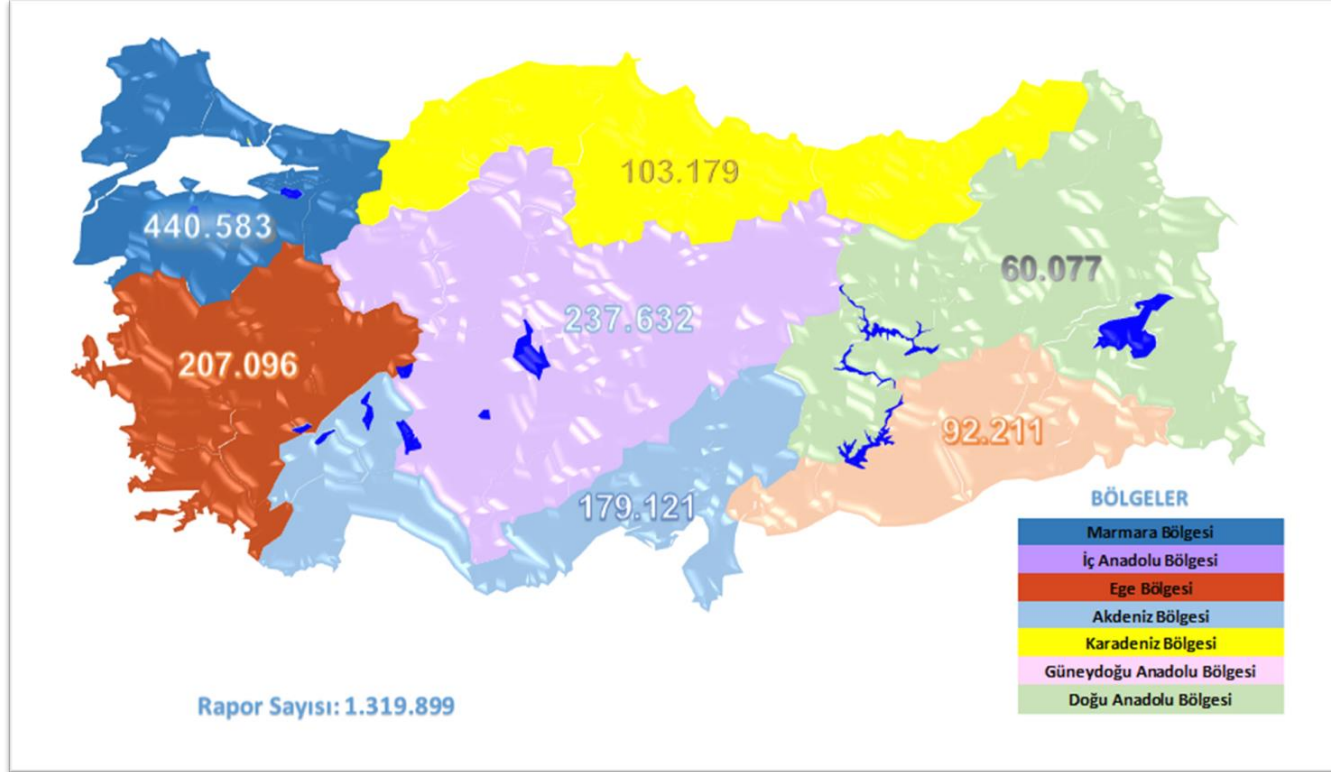 103.179
440.583
60.077
237.632
207.096
92.211
179.121
BÖLGELER
Marmara Bölgesi
İç Anadolu Bölgesi
Ege Bölgesi
Akdeniz Bölgesi
Karadeniz Bölgesi
Güneydoğu Anadolu Bölgesi
Doğu Anadolu Bölgesi
Rapor Sayısı: 1.319.899